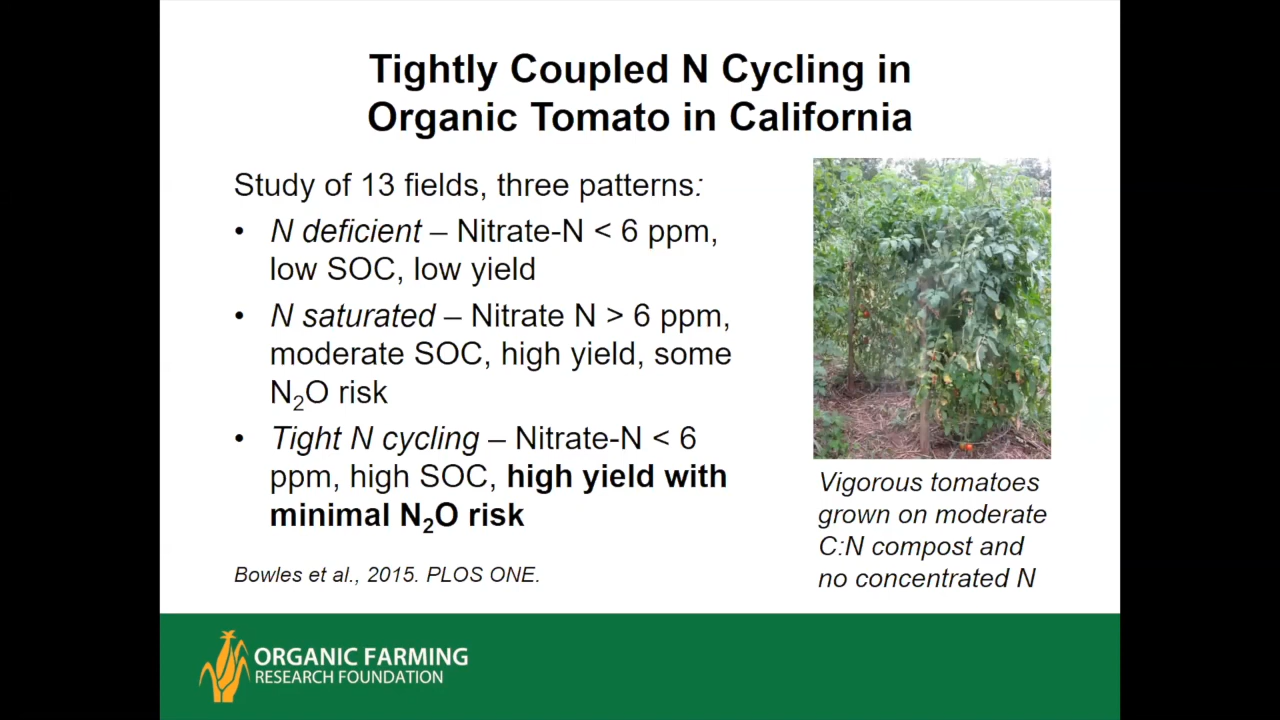 Tightly Coupled N Cycling in
Organic Tomato in California
Study of 13 fields, three patterns:
• N deficient – Nitrate-N < 6 ppm,
low SOC, low yield
• N saturated – Nitrate N > 6 ppm,
moderate SOC, high yield, some
N₂O risk
• Tight N cycling – Nitrate-N < 6
ppm, high SOC, high yield with
minimal N₂O risk
Bowles et al., 2015. PLOS ONE.
Vigorous tomatoes
grown on moderate
C:N compost and
no concentrated N
ORGANIC FARMING
RESEARCH FOUNDATION